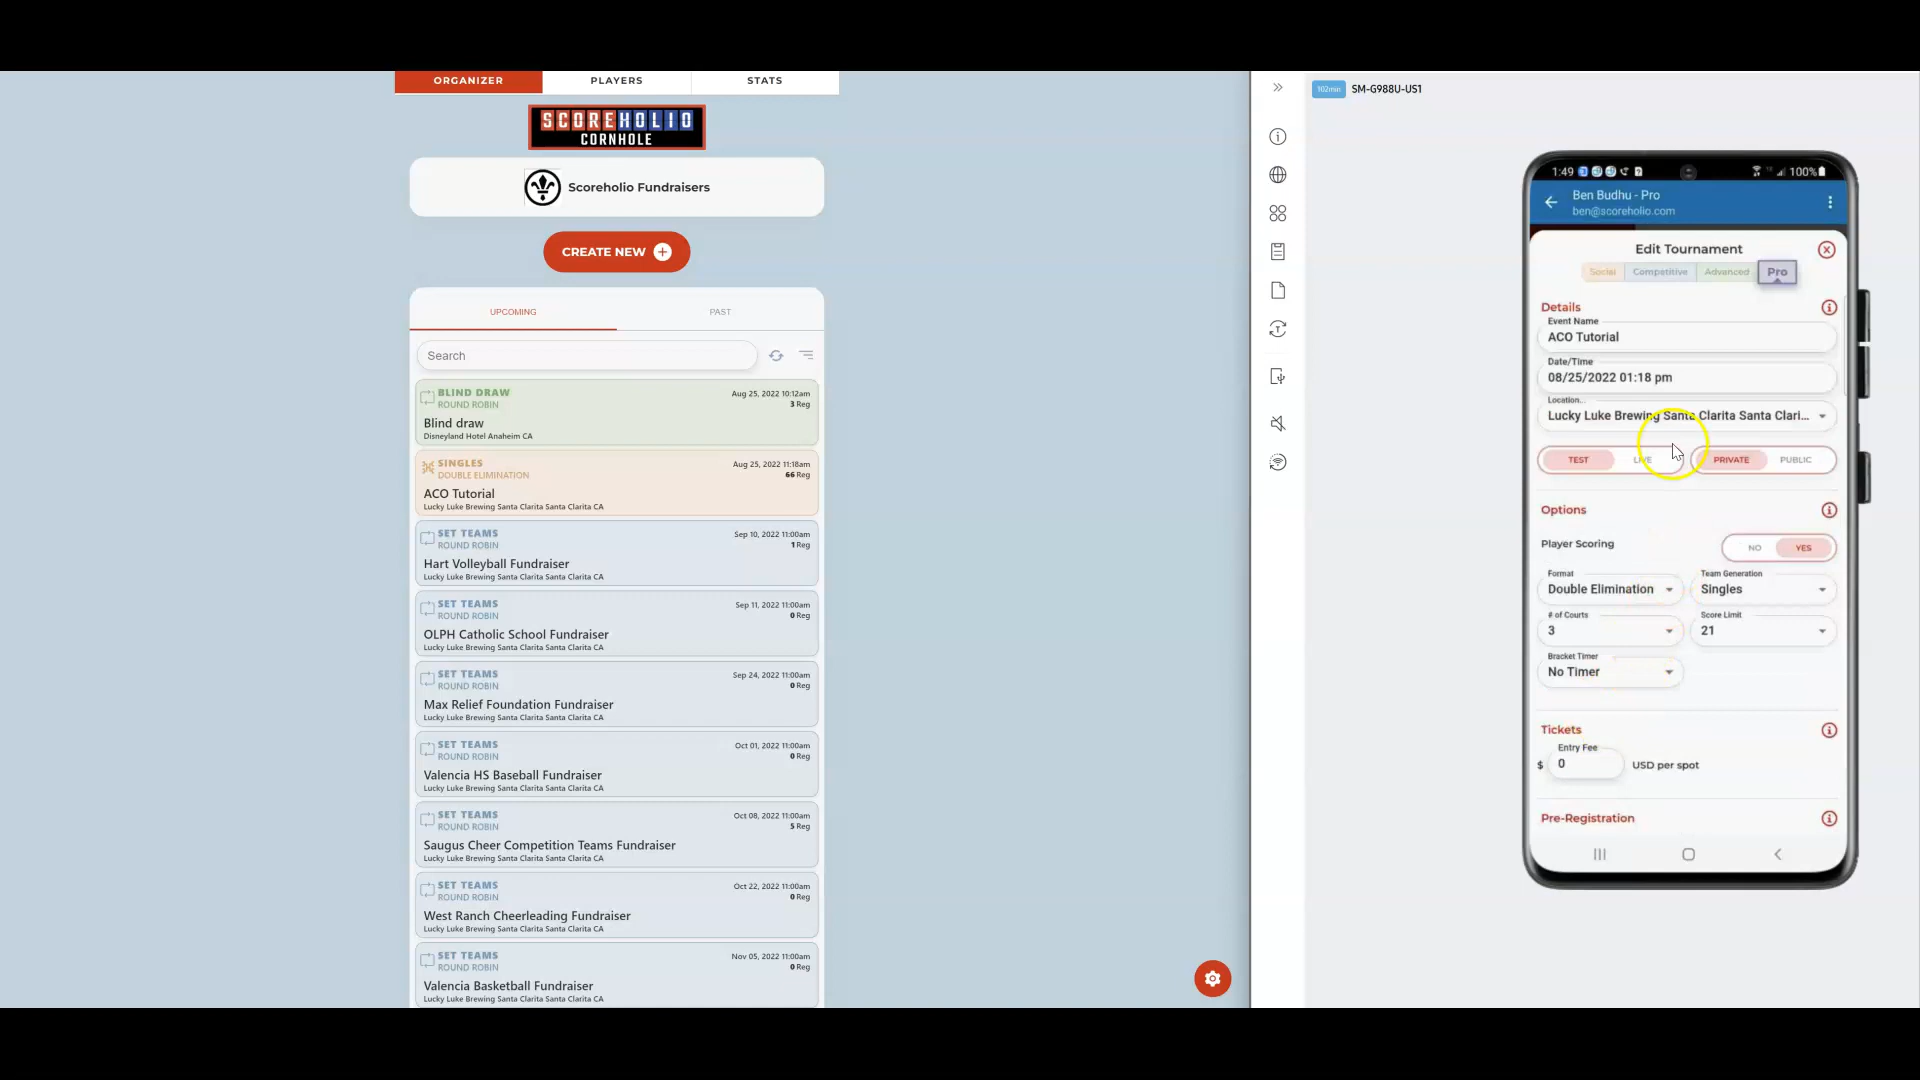 ORGANIZER PLAYERS STATS
SCOREHOLIO
CORNHOLE
Scoreholio Fundraisers
CREATE NEW
UPCOMING PAST
Search
BLIND DRAW Aug 25, 2022 10:12am
ROUND ROBIN 3 Reg
Blind draw
Disneyland Hotel Anaheim CA
SINGLES Aug 25, 2022 11:18am
DOUBLE ELIMINATION 66 Reg
ACO Tutorial
Lucky Luke Brewing Santa Clarita Santa Clarita CA
SET TEAMS Sep 10, 2022 11:00am
ROUND ROBIN 1 Reg
Hart Volleyball Fundraiser
Lucky Luke Brewing Santa Clarita Santa Clarita CA
SET TEAMS Sep 11, 2022 11:00am
ROUND ROBIN 0 Reg
OLPH Catholic School Fundraiser
Lucky Luke Brewing Santa Clarita Santa Clarita CA
SET TEAMS Sep 24, 2022 11:00am
ROUND ROBIN 0 Reg
Max Relief Foundation Fundraiser
Lucky Luke Brewing Santa Clarita Santa Clarita CA
SET TEAMS Oct 01, 2022 11:00am
ROUND ROBIN 0 Reg
Valencia HS Baseball Fundraiser
Lucky Luke Brewing Santa Clarita Santa Clarita CA
SET TEAMS Oct 08, 2022 11:00am
ROUND ROBIN 5 Reg
Saugus Cheer Competition Teams Fundraiser
Lucky Luke Brewing Santa Clarita Santa Clarita CA
SET TEAMS Oct 22, 2022 11:00am
ROUND ROBIN 0 Reg
West Ranch Cheerleading Fundraiser
Lucky Luke Brewing Santa Clarita Santa Clarita CA
SET TEAMS Nov 05, 2022 11:00am
ROUND ROBIN 0 Reg
Valencia Basketball Fundraiser
Lucky Luke Brewing Santa Clarita Santa Clarita CA
102min SM-G988U-US1
1:49 100%
Ben Budhu - Pro
ben@scoreholio.com
Edit Tournament
Social Competitive Advanced Pro
Details
Event Name
ACO Tutorial
Date/Time
08/25/2022 01:18 pm
Location...
Lucky Luke Brewing Santa Clarita Santa Clari...
TEST LIVE PRIVATE PUBLIC
Options
Player Scoring NO YES
Format Team Generation
Double Elimination Singles
# of Courts Score Limit
3 21
Bracket Timer
No Timer
Tickets
Entry Fee
$ 0 USD per spot
Pre-Registration